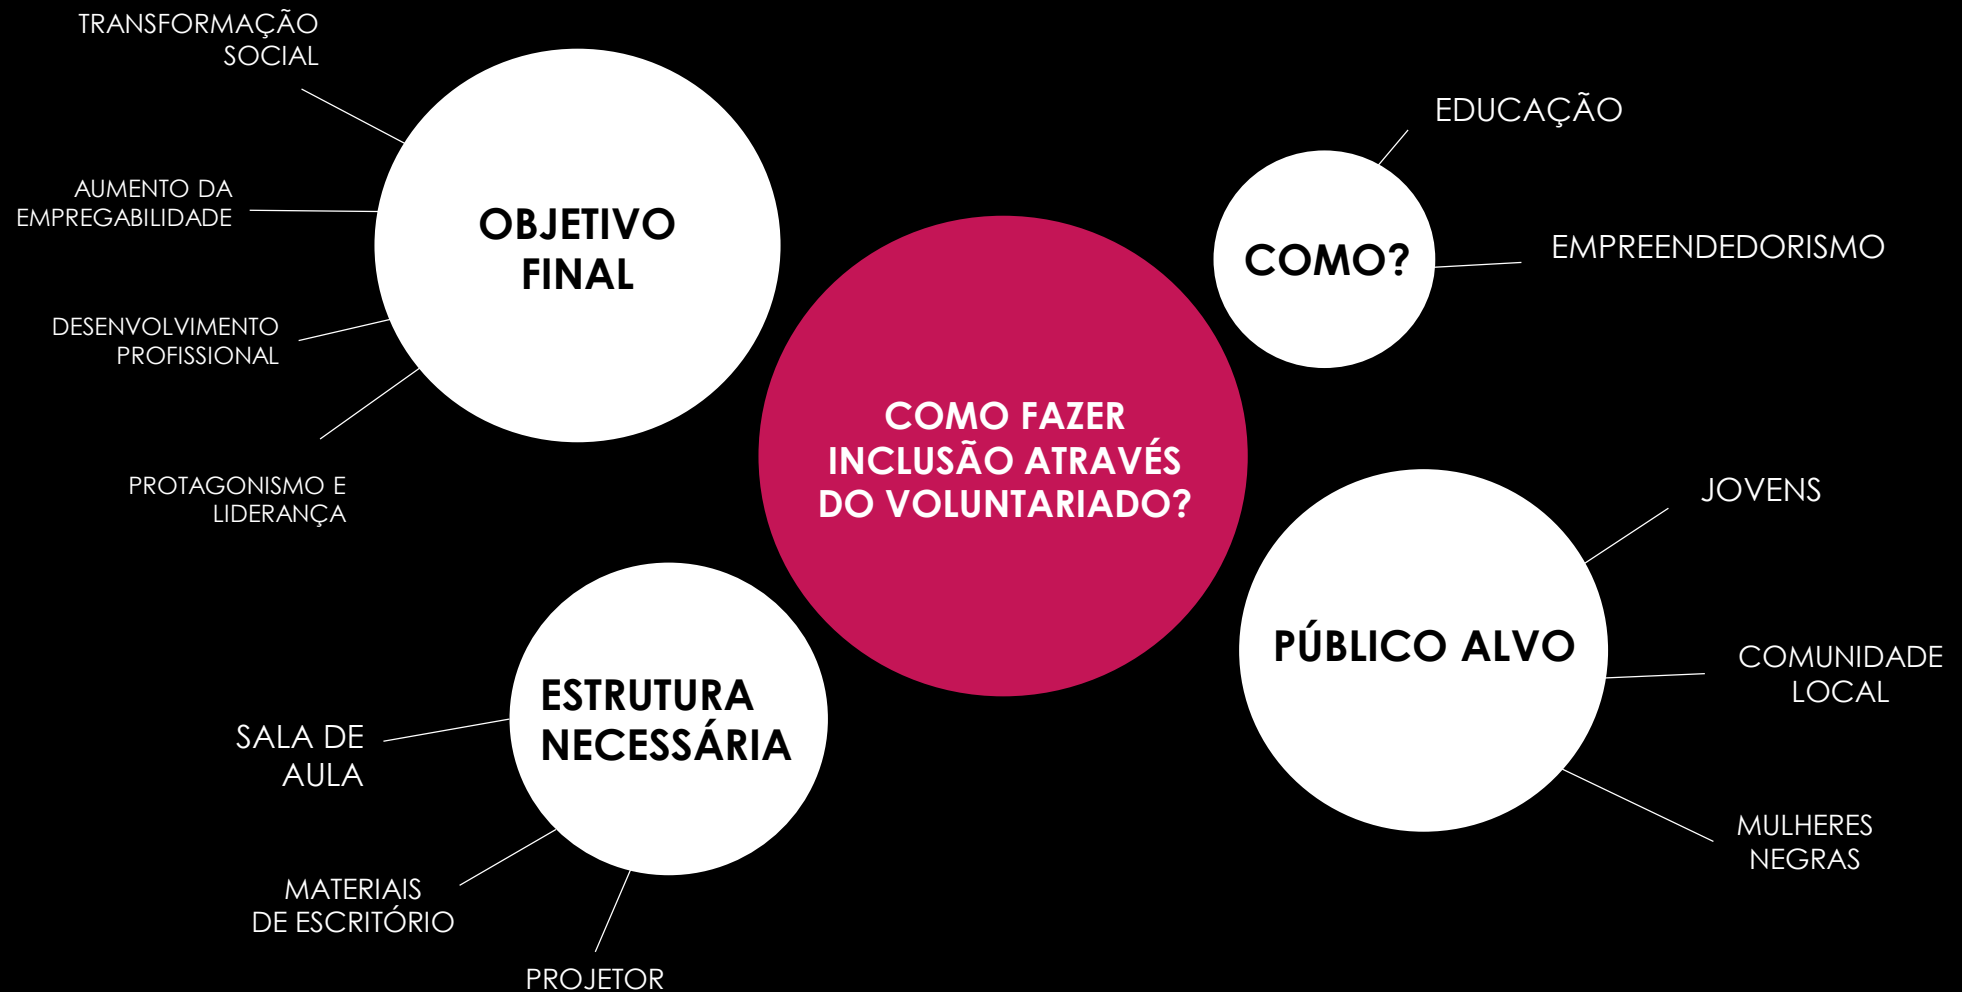 TRANSFORMAÇÃO
SOCIAL
AUMENTO DA
EMPREGABILIDADE
DESENVOLVIMENTO
PROFISSIONAL
PROTAGONISMO E
LIDERANÇA
OBJETIVO
FINAL
COMO FAZER
INCLUSÃO ATRAVÉS
DO VOLUNTARIADO?
COMO?
EDUCAÇÃO
EMPREENDEDORISMO
PÚBLICO ALVO
JOVENS
COMUNIDADE
LOCAL
MULHERES
NEGRAS
ESTRUTURA
NECESSÁRIA
SALA DE
AULA
MATERIAIS
DE ESCRITÓRIO
PROJETOR